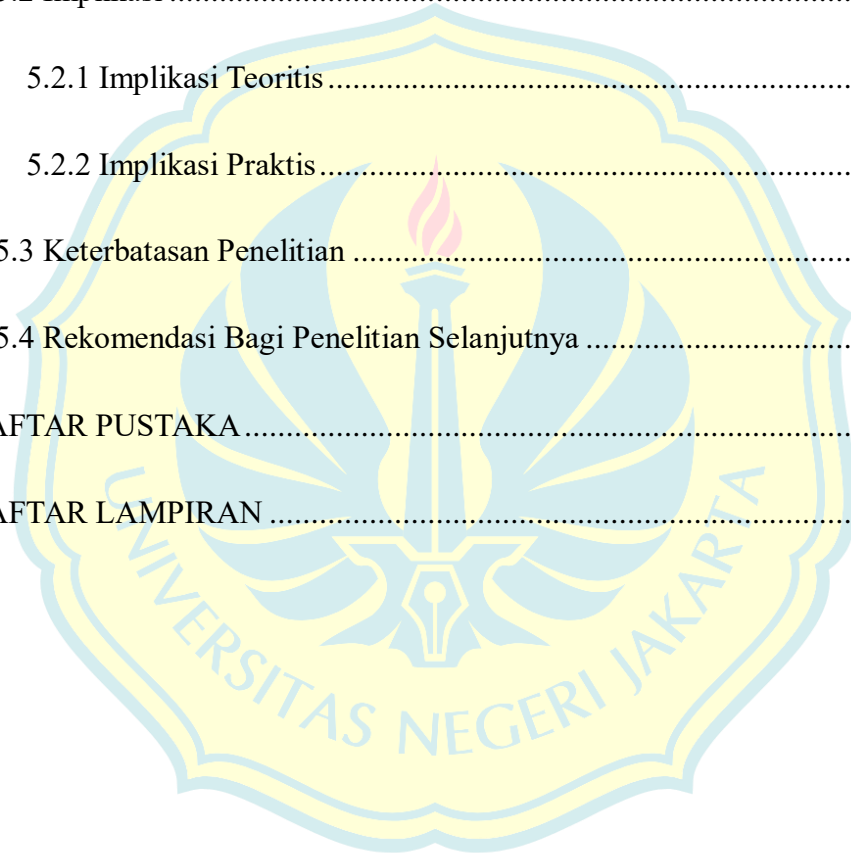 5.2.1 Implikasi Teoritis ........................................................
5.2.2 Implikasi Praktis .........................................................
5.3 Keterbatasan Penelitian ......................................................
5.4 Rekomendasi Bagi Penelitian Selanjutnya .............................
AFTAR PUSTAKA ...................................................................
AFTAR LAMPIRAN ................................................................
UNIVERSITAS NEGERI JAKARTA